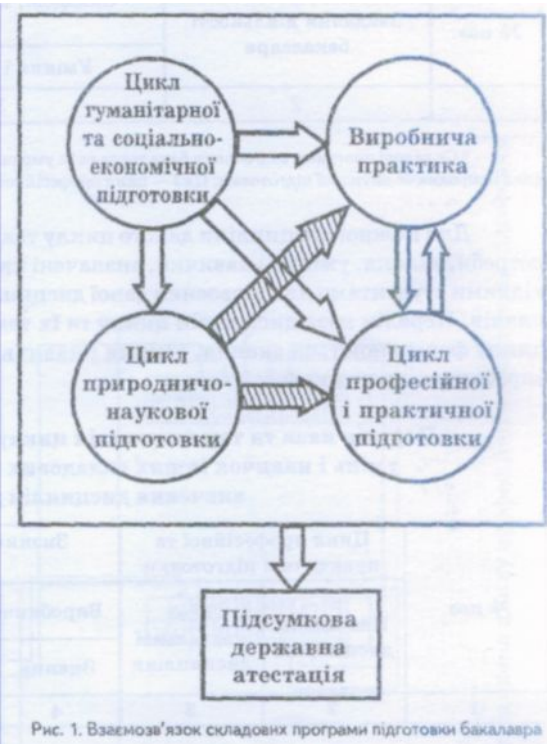 Цикл
гуманітарної
та соціально-
економічної
підготовки
Виробнича
практика
Цикл
природничо-
наукової
підготовки
Цикл
професійної
і практичної
підготовки
Підсумкова
державна
атестація
Рис. 1. Взаємозв'язок складових програми підготовки бакалавра